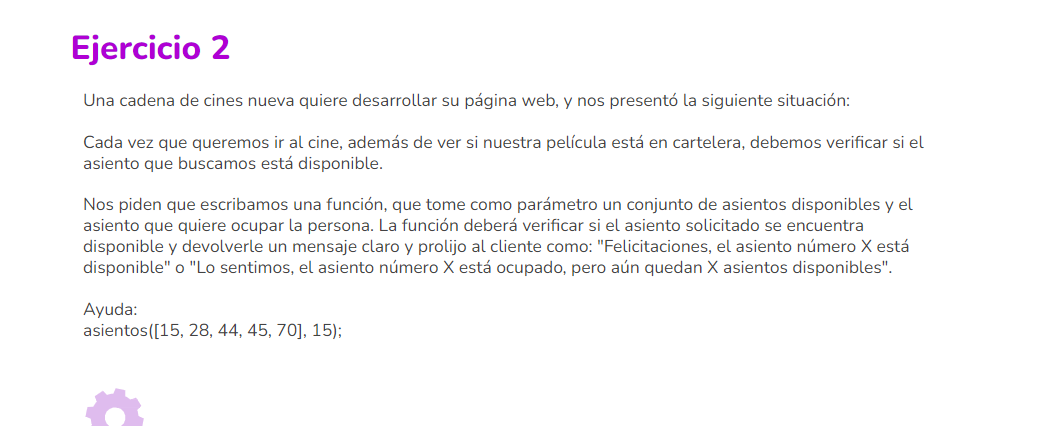 Ejercicio 2
Una cadena de cines nueva quiere desarrollar su página web, y nos presentó la siguiente situación:
Cada vez que queremos ir al cine, además de ver si nuestra película está en cartelera, debemos verificar si el
asiento que buscamos está disponible.
Nos piden que escribamos una función, que tome como parámetro un conjunto de asientos disponibles y el
asiento que quiere ocupar la persona. La función deberá verificar si el asiento solicitado se encuentra
disponible y devolverle un mensaje claro y prolijo al cliente como: "Felicitaciones, el asiento número X está
disponible" o "Lo sentimos, el asiento número X está ocupado, pero aún quedan X asientos disponibles".
Ayuda:
asientos([15, 28, 44, 45, 70], 15);